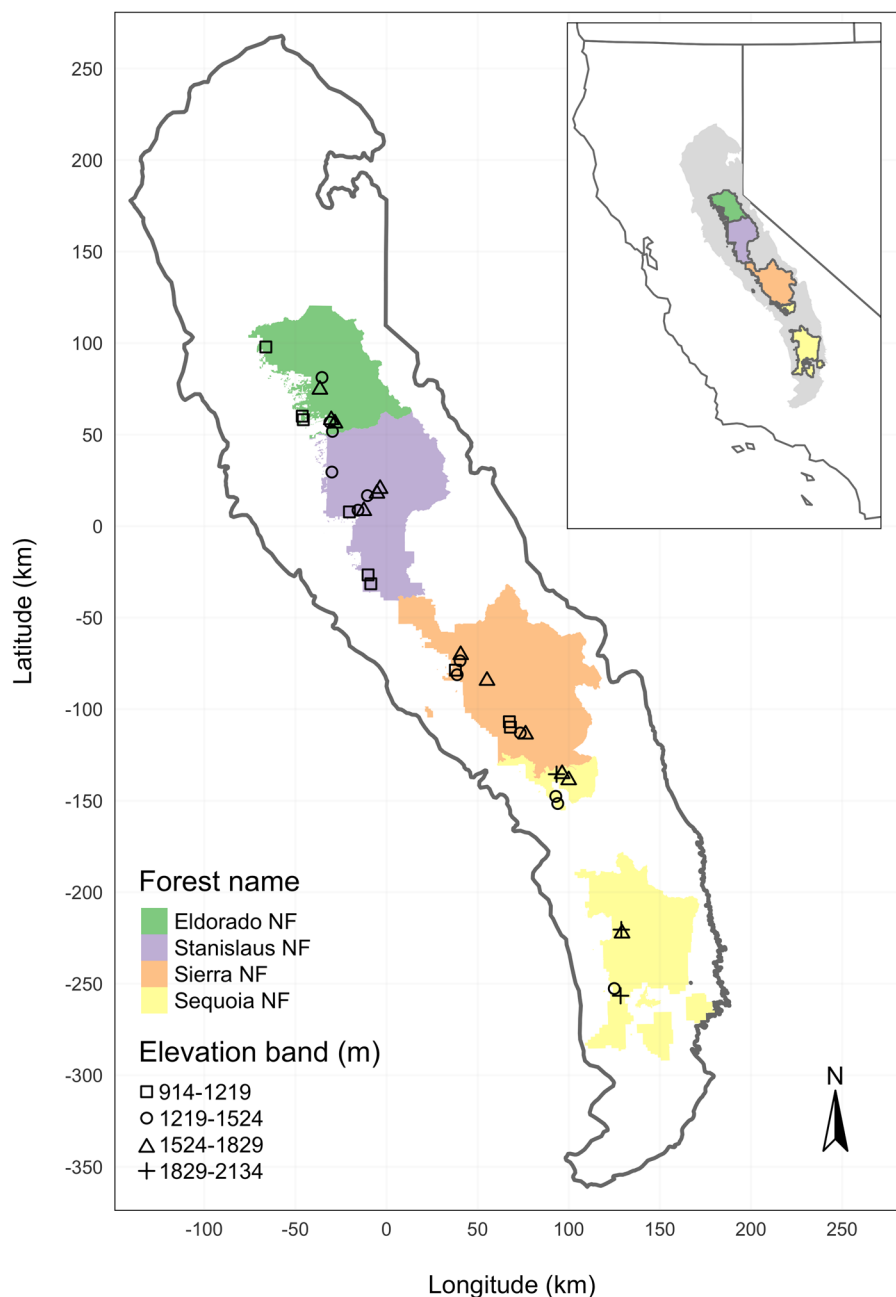 250
200
150
100
50
0
-50
-100
-150
-200
-250
-300
-350
Latitude (km)
Forest name
Eldorado NF
Stanislaus NF
Sierra NF
Sequoia NF
Elevation band (m)
914-1219
1219-1524
1524-1829
1829-2134
N
-100 -50 0 50 100 150 200 250
Longitude (km)